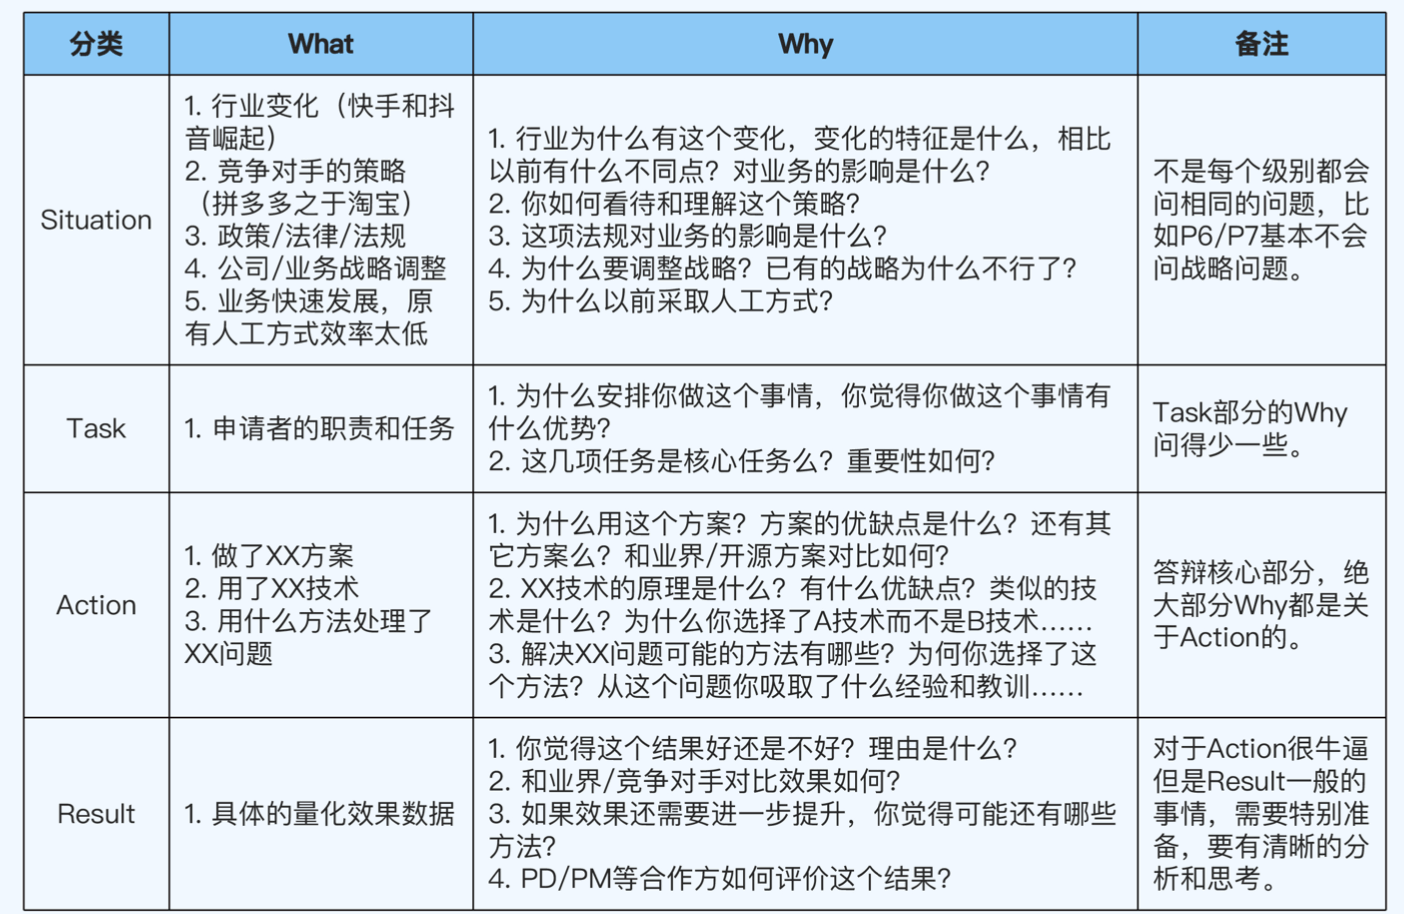 分类
What
Why
备注
Situation
1. 行业变化（快手和抖
音崛起）
2. 竞争对手的策略
（拼多多之于淘宝）
3. 政策/法律/法规
4. 公司/业务战略调整
5. 业务快速发展，原
有人工方式效率太低
1. 行业为什么有这个变化，变化的特征是什么，相比
以前有什么不同点？对业务的影响是什么？
2. 你如何看待和理解这个策略？
3. 这项法规对业务的影响是什么？
4. 为什么要调整战略？已有的战略为什么不行了？
5. 为什么以前采取人工方式？
不是每个级别都会
问相同的问题，比
如P6/P7基本不会
问战略问题。
Task
1. 申请者的职责和任务
1. 为什么安排你做这个事情，你觉得你做这个事情有
什么优势？
2. 这几项任务是核心任务么？重要性如何？
Task部分的Why
问得少一些。
Action
1. 做了XX方案
2. 用了XX技术
3. 用什么方法处理了
XX问题
1. 为什么用这个方案？方案的优缺点是什么？还有其
它方案么？和业界/开源方案对比如何？
2. XX技术的原理是什么？有什么优缺点？类似的技
术是什么？为什么你选择了A技术而不是B技术……
3. 解决XX问题可能的方法有哪些？为何你选择了这
个方法？从这个问题你吸取了什么经验和教训……
答辩核心部分，绝
大部分Why都是关
于Action的。
Result
1. 具体的量化效果数据
1. 你觉得这个结果好还是不好？理由是什么？
2. 和业界/竞争对手对比效果如何？
3. 如果效果还需要进一步提升，你觉得可能还有哪些
方法？
4. PD/PM等合作方如何评价这个结果？
对于Action很牛逼
但是Result一般的
事情，需要特别准
备，要有清晰的分
析和思考。